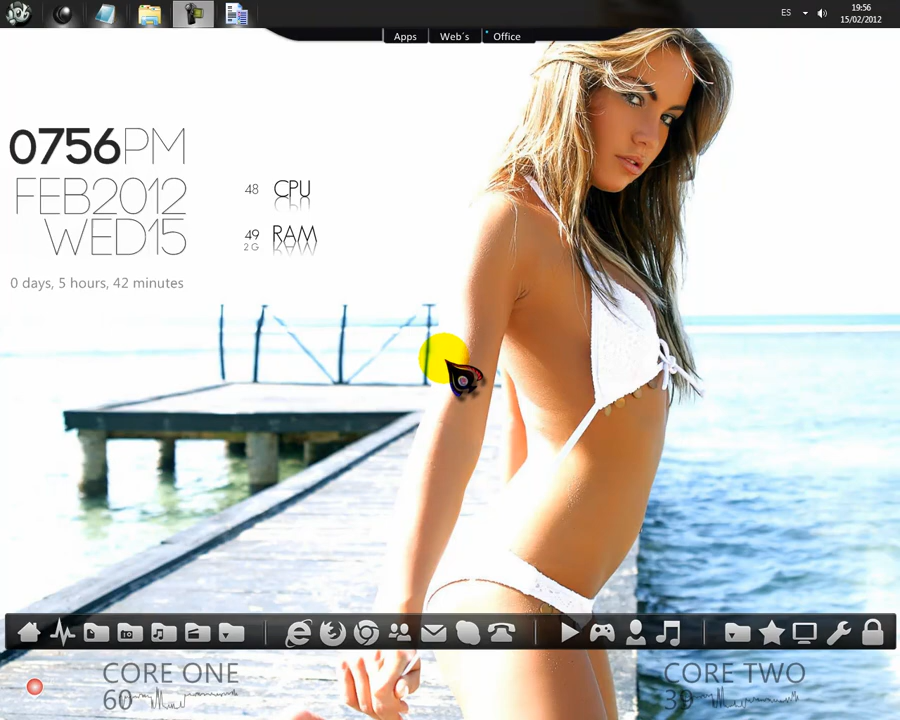 ES
19:56
15/02/2012
Apps Web´s Office
0756PM
FEB2012
WED15
48 CPU
49 RAM
2 G
0 days, 5 hours, 42 minutes
CORE ONE
60
CORE TWO
39